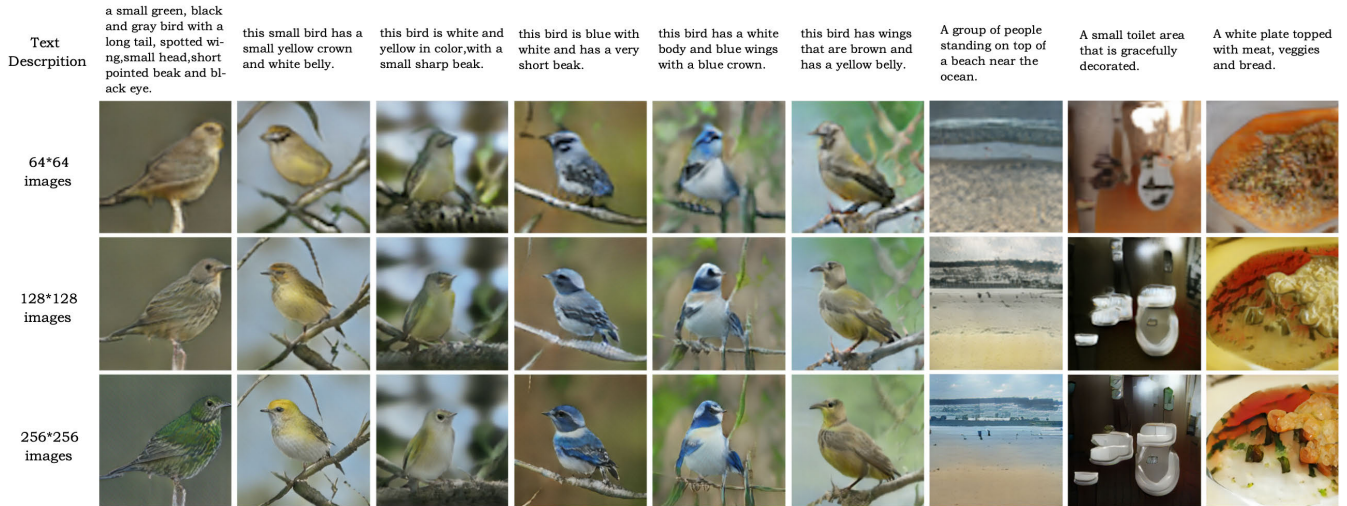 Text
Descrpition
a small green, black
and gray bird with a
long tail, spotted wi-
ng,small head,short
pointed beak and bl-
ack eye.
this small bird has a
small yellow crown
and white belly.
this bird is white and
yellow in color,with a
small sharp beak.
this bird is blue with
white and has a very
short beak.
this bird has a white
body and blue wings
with a blue crown.
this bird has wings
that are brown and
has a yellow belly.
A group of people
standing on top of
a beach near the
ocean.
A small toilet area
that is gracefully
decorated.
A white plate topped
with meat, veggies
and bread.
64*64
images
128*128
images
256*256
images